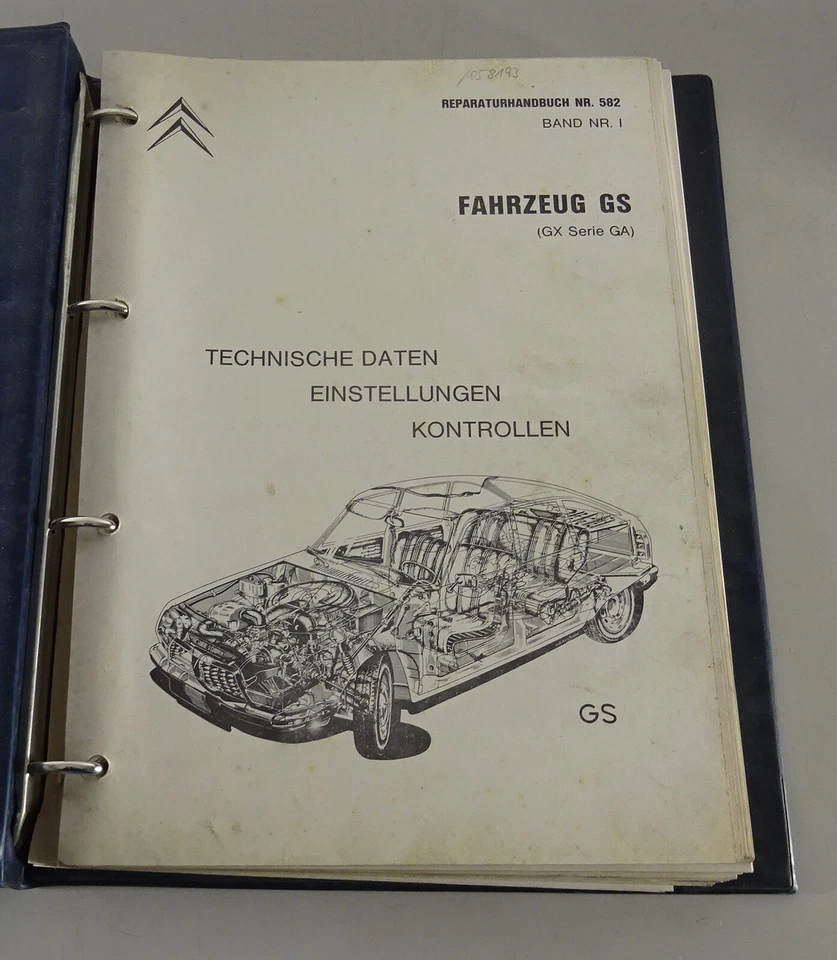 1058193
REPARATURHANDBUCH NR. 582
BAND NR. I
FAHRZEUG GS
(GX Serie GA)
TECHNISCHE DATEN
EINSTELLUNGEN
KONTROLLEN
GS